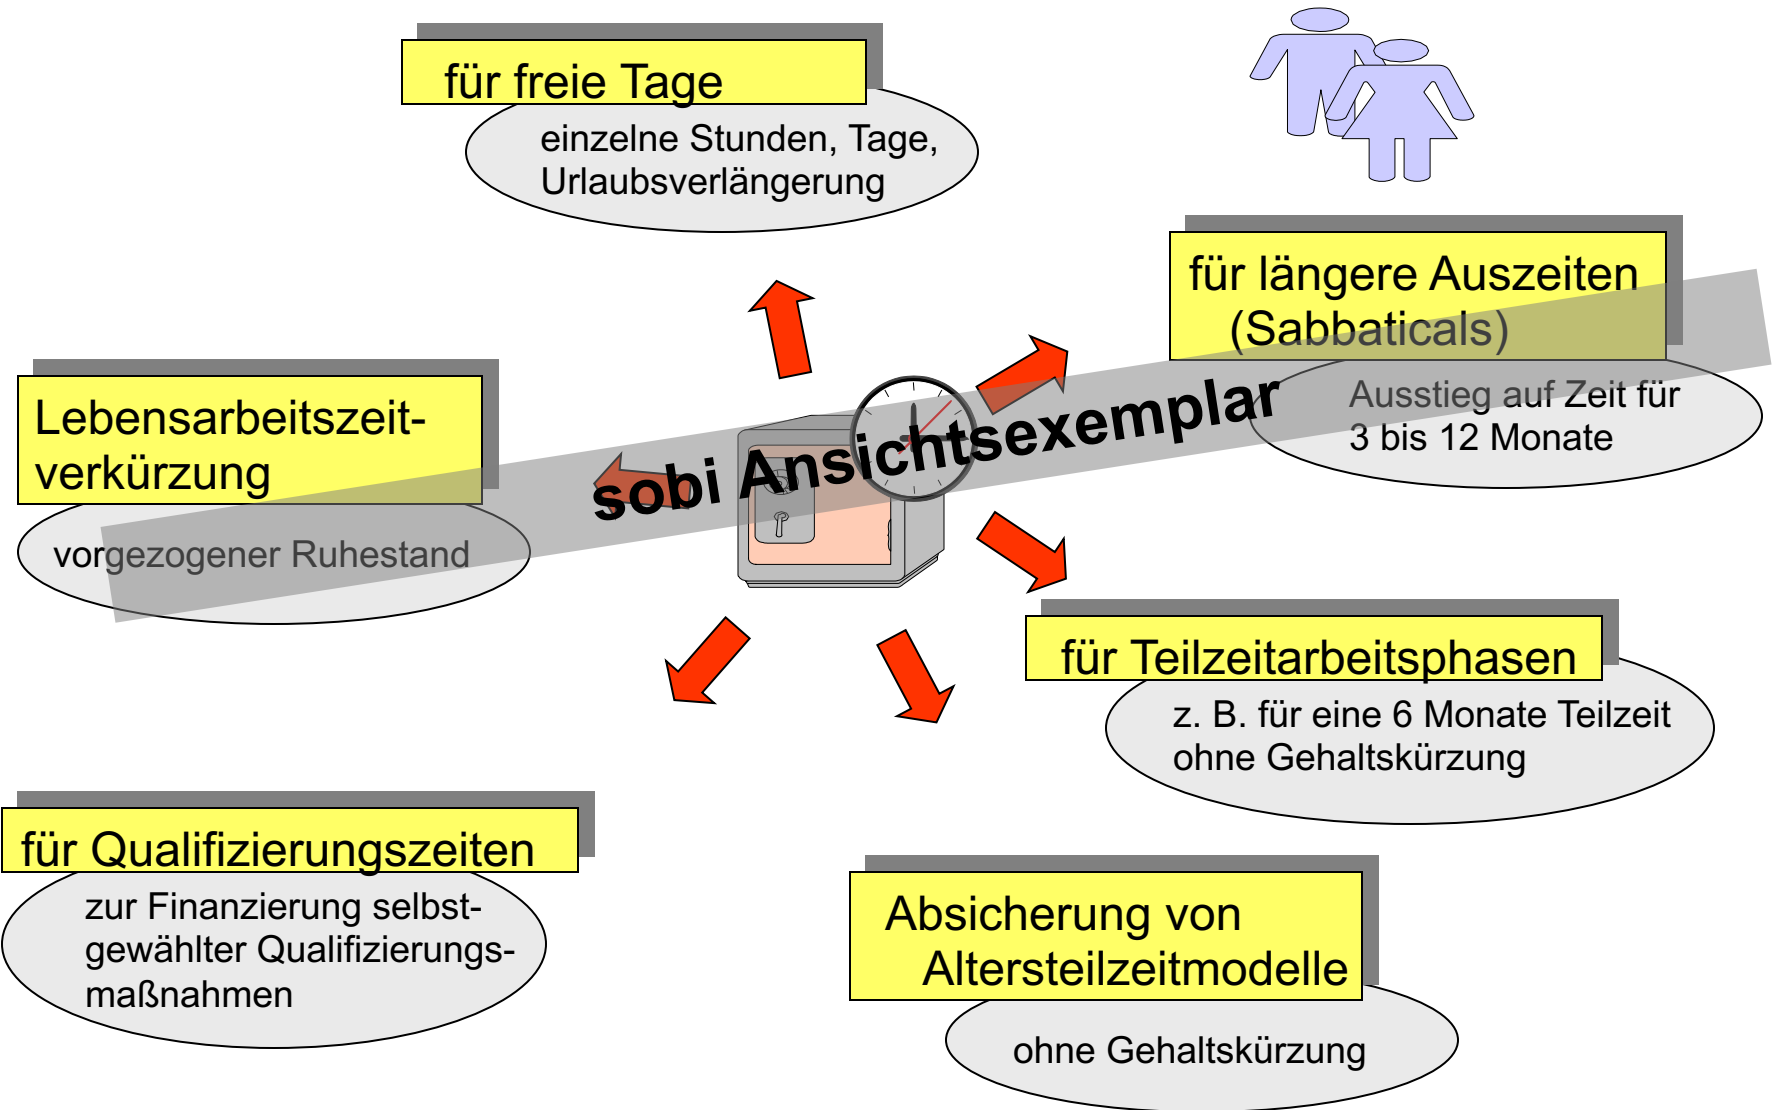 für freie Tage
einzelne Stunden, Tage,
Urlaubsverlängerung
für längere Auszeiten
(Sabbaticals)
Ausstieg auf Zeit für
3 bis 12 Monate
Lebensarbeitszeit-
verkürzung
vorgezogener Ruhestand
sobi Ansichtsexemplar
für Teilzeitarbeitsphasen
z. B. für eine 6 Monate Teilzeit
ohne Gehaltskürzung
für Qualifizierungszeiten
zur Finanzierung selbst-
gewählter Qualifizierungs-
maßnahmen
Absicherung von
Altersteilzeitmodelle
ohne Gehaltskürzung